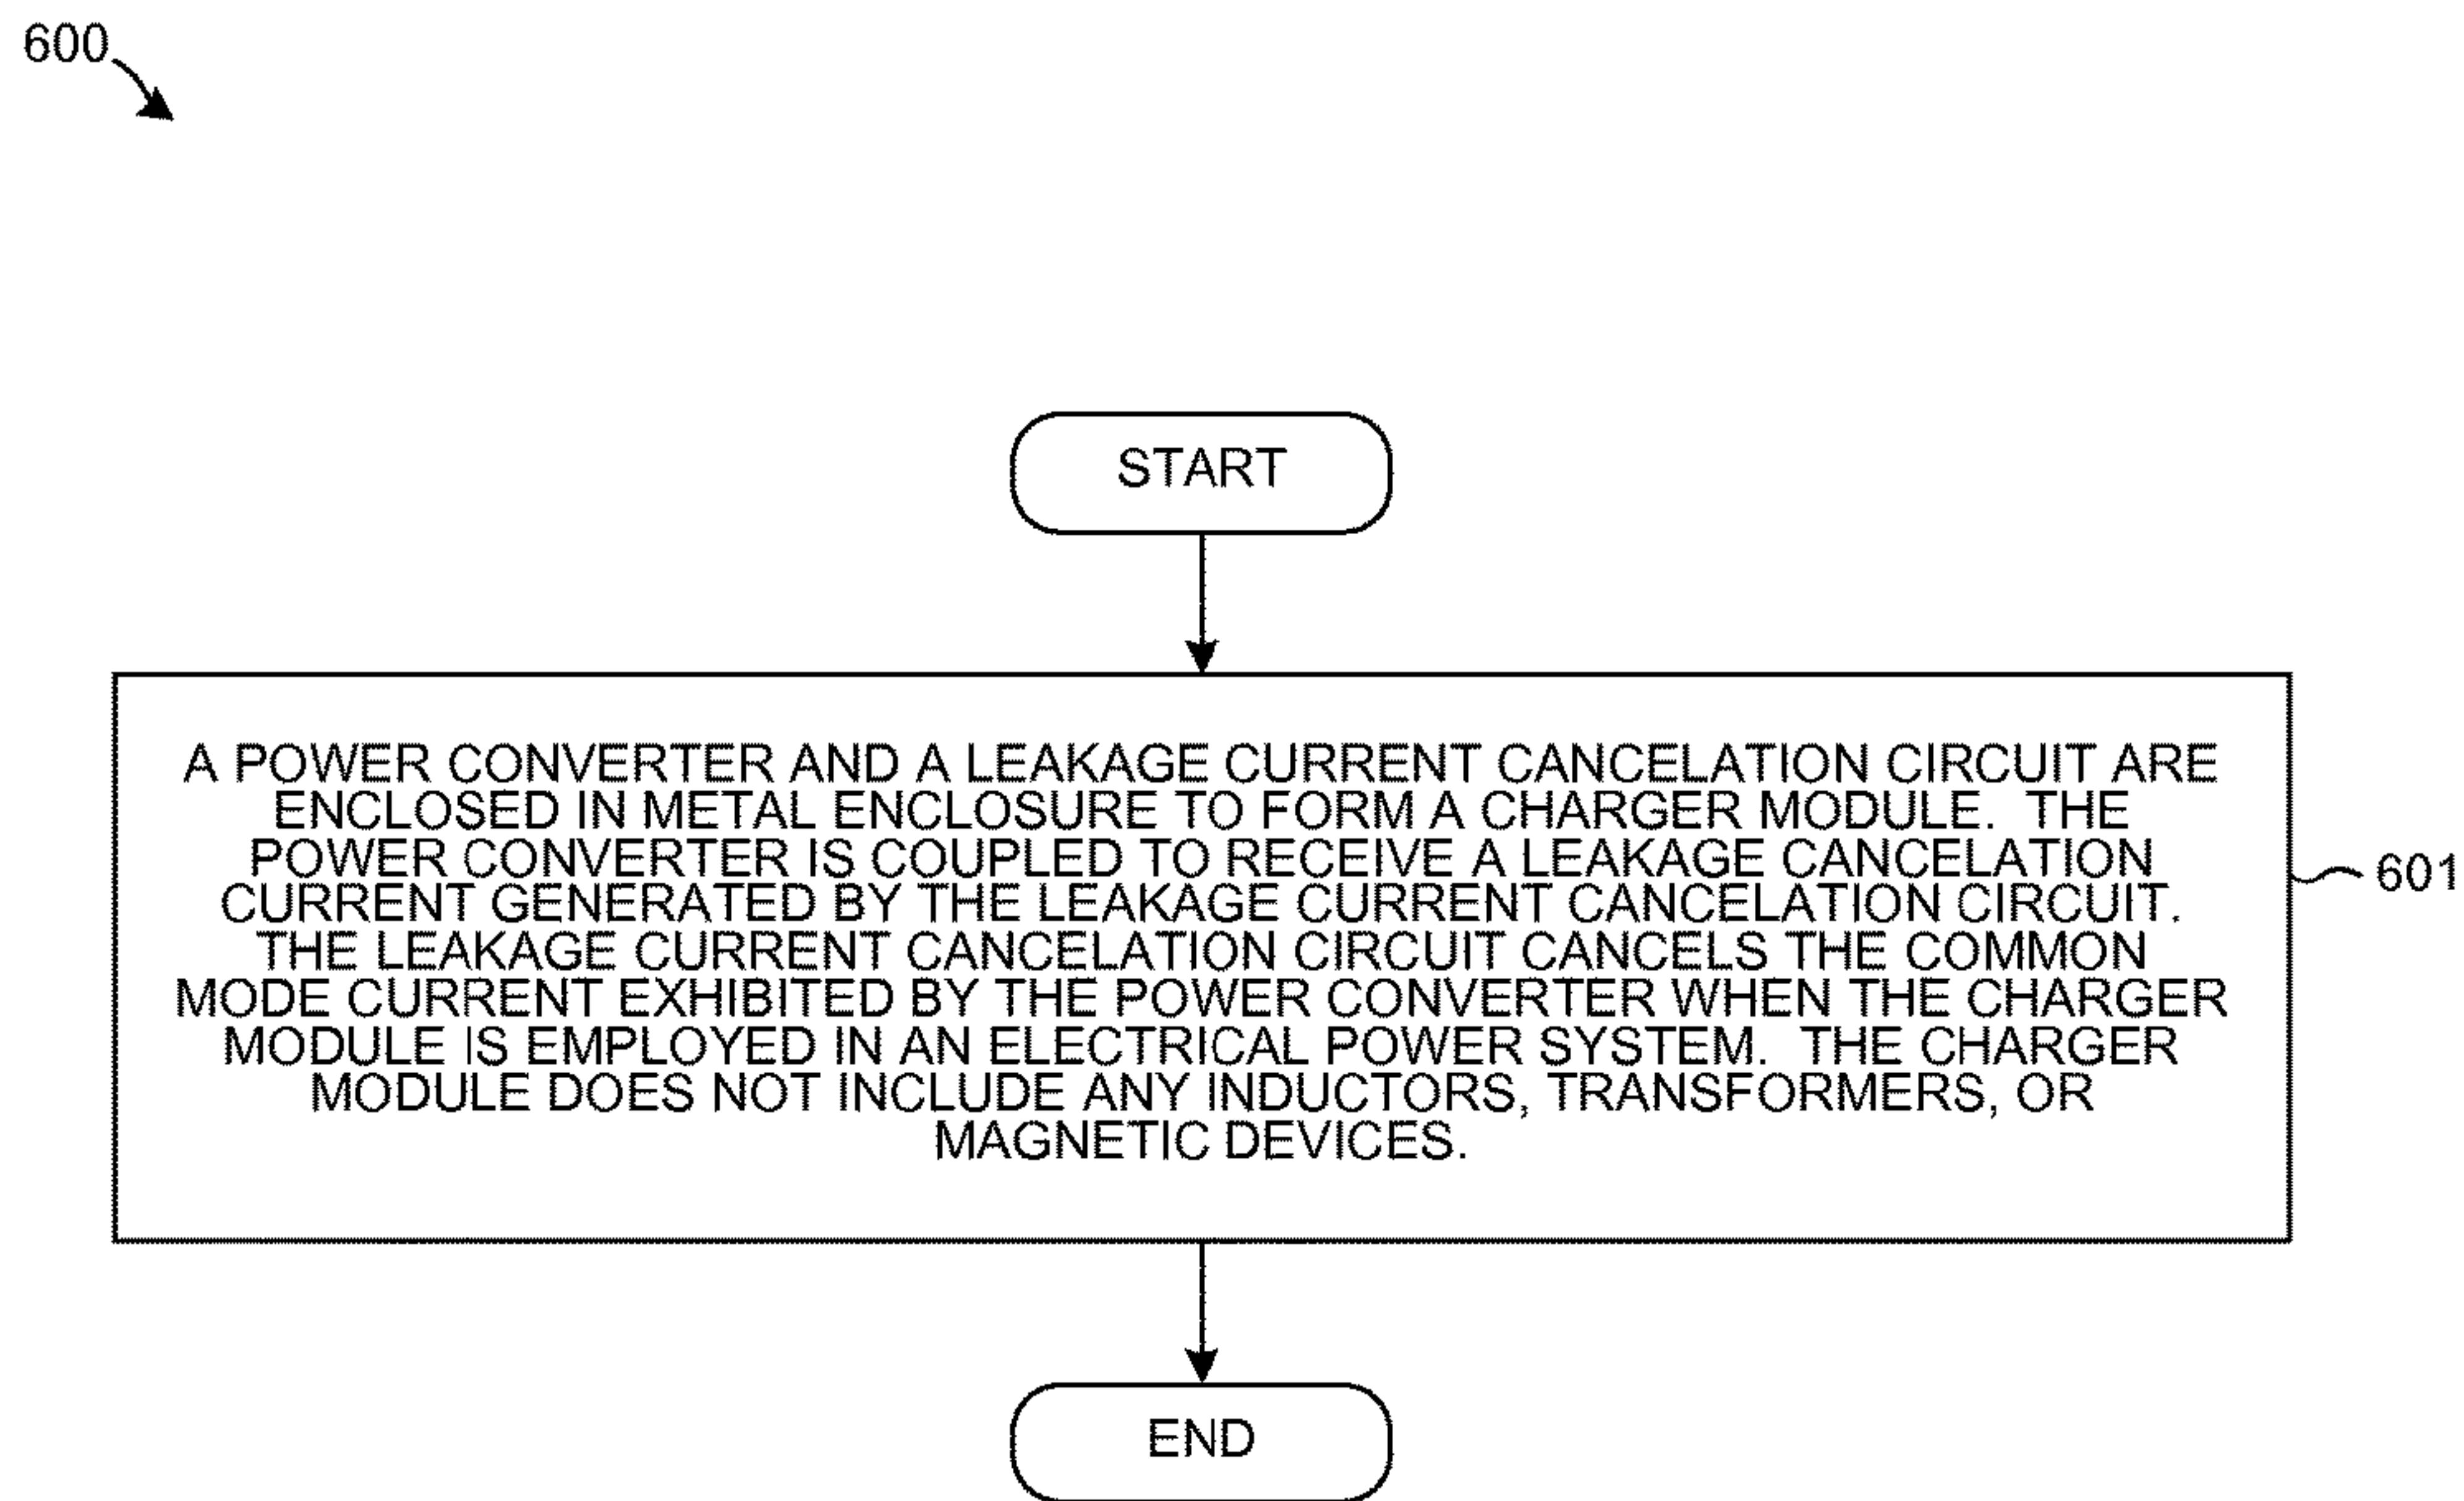 600
START
A POWER CONVERTER AND A LEAKAGE CURRENT CANCELATION CIRCUIT ARE
ENCLOSED IN METAL ENCLOSURE TO FORM A CHARGER MODULE. THE
POWER CONVERTER IS COUPLED TO RECEIVE A LEAKAGE CANCELATION
CURRENT GENERATED BY THE LEAKAGE CURRENT CANCELATION CIRCUIT.
THE LEAKAGE CURRENT CANCELATION CIRCUIT CANCELS THE COMMON
MODE CURRENT EXHIBITED BY THE POWER CONVERTER WHEN THE CHARGER
MODULE IS EMPLOYED IN AN ELECTRICAL POWER SYSTEM. THE CHARGER
MODULE DOES NOT INCLUDE ANY INDUCTORS, TRANSFORMERS, OR
MAGNETIC DEVICES.
601
END